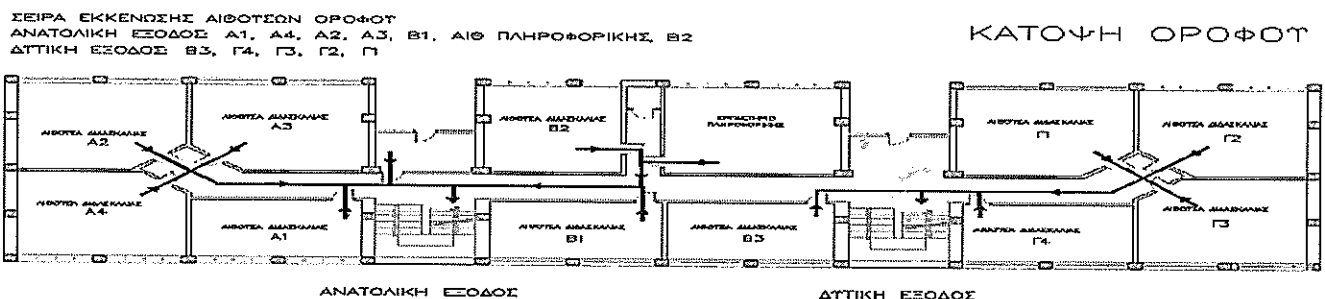 ΣΕΙΡΑ ΕΚΚΕΝΩΣΗΣ ΑΙΘΟΥΣΩΝ ΟΡΟΦΟΥ
ΑΝΑΤΟΛΙΚΗ ΕΞΟΔΟΣ: Α1, Α4, Α2, Α3, Β1, ΑΙΘ ΠΛΗΡΟΦΟΡΙΚΗΣ, Β2
ΔΥΤΙΚΗ ΕΞΟΔΟΣ: Β3, Γ4, Γ3, Γ2, Γ1
ΚΑΤΟΨΗ ΟΡΟΦΟΥ
ΑΙΘΟΥΣΑ ΔΙΔΑΣΚΑΛΙΑΣ
Α2
ΑΙΘΟΥΣΑ ΔΙΔΑΣΚΑΛΙΑΣ
Α3
ΑΙΘΟΥΣΑ ΔΙΔΑΣΚΑΛΙΑΣ
Β2
ΕΡΓΑΣΤΗΡΙΟ
ΠΛΗΡΟΦΟΡΙΚΗΣ
ΑΙΘΟΥΣΑ ΔΙΔΑΣΚΑΛΙΑΣ
Γ1
ΑΙΘΟΥΣΑ ΔΙΔΑΣΚΑΛΙΑΣ
Γ2
ΑΙΘΟΥΣΑ ΔΙΔΑΣΚΑΛΙΑΣ
Α4
ΑΙΘΟΥΣΑ ΔΙΔΑΣΚΑΛΙΑΣ
Α1
ΑΙΘΟΥΣΑ ΔΙΔΑΣΚΑΛΙΑΣ
Β1
ΑΙΘΟΥΣΑ ΔΙΔΑΣΚΑΛΙΑΣ
Β3
ΑΙΘΟΥΣΑ ΔΙΔΑΣΚΑΛΙΑΣ
Γ4
ΑΙΘΟΥΣΑ ΔΙΔΑΣΚΑΛΙΑΣ
Γ3
ΑΝΑΤΟΛΙΚΗ ΕΞΟΔΟΣ
ΔΥΤΙΚΗ ΕΞΟΔΟΣ